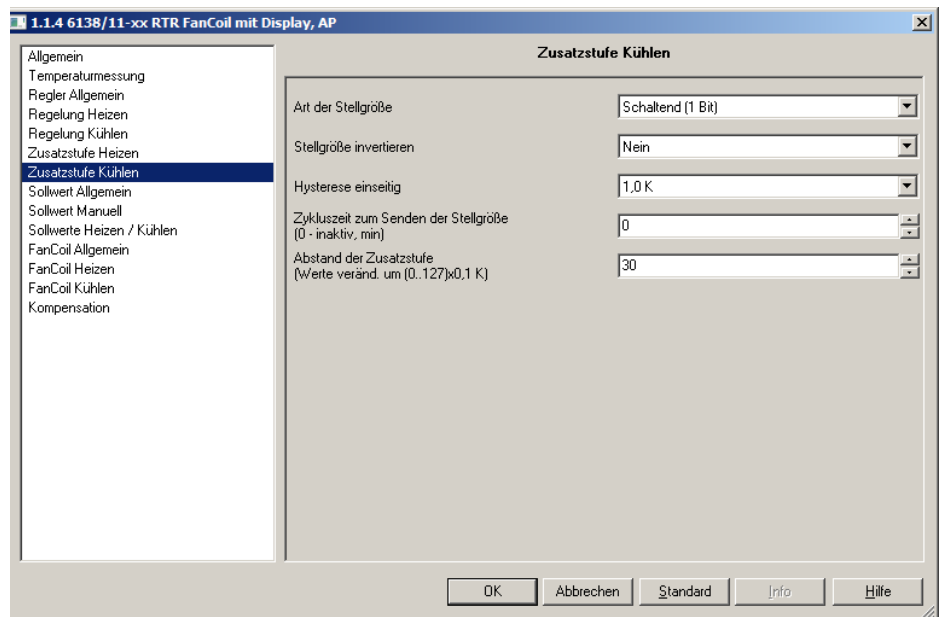 1.1.4 6138/11-xx RTR FanCoil mit Display, AP
Allgemein
Temperaturmessung
Regler Allgemein
Regelung Heizen
Regelung Kühlen
Zusatzstufe Heizen
Zusatzstufe Kühlen
Sollwert Allgemein
Sollwert Manuell
Sollwerte Heizen / Kühlen
FanCoil Allgemein
FanCoil Heizen
FanCoil Kühlen
Kompensation
Zusatzstufe Kühlen
Art der Stellgröße
Schaltend (1 Bit)
Stellgröße invertieren
Nein
Hysterese einseitig
1,0 K
Zykluszeit zum Senden der Stellgröße
(0 - inaktiv, min)
0
Abstand der Zusatzstufe
(Werte veränd. um (0..127)x0,1 K)
30
OK
Abbrechen
Standard
Info
Hilfe